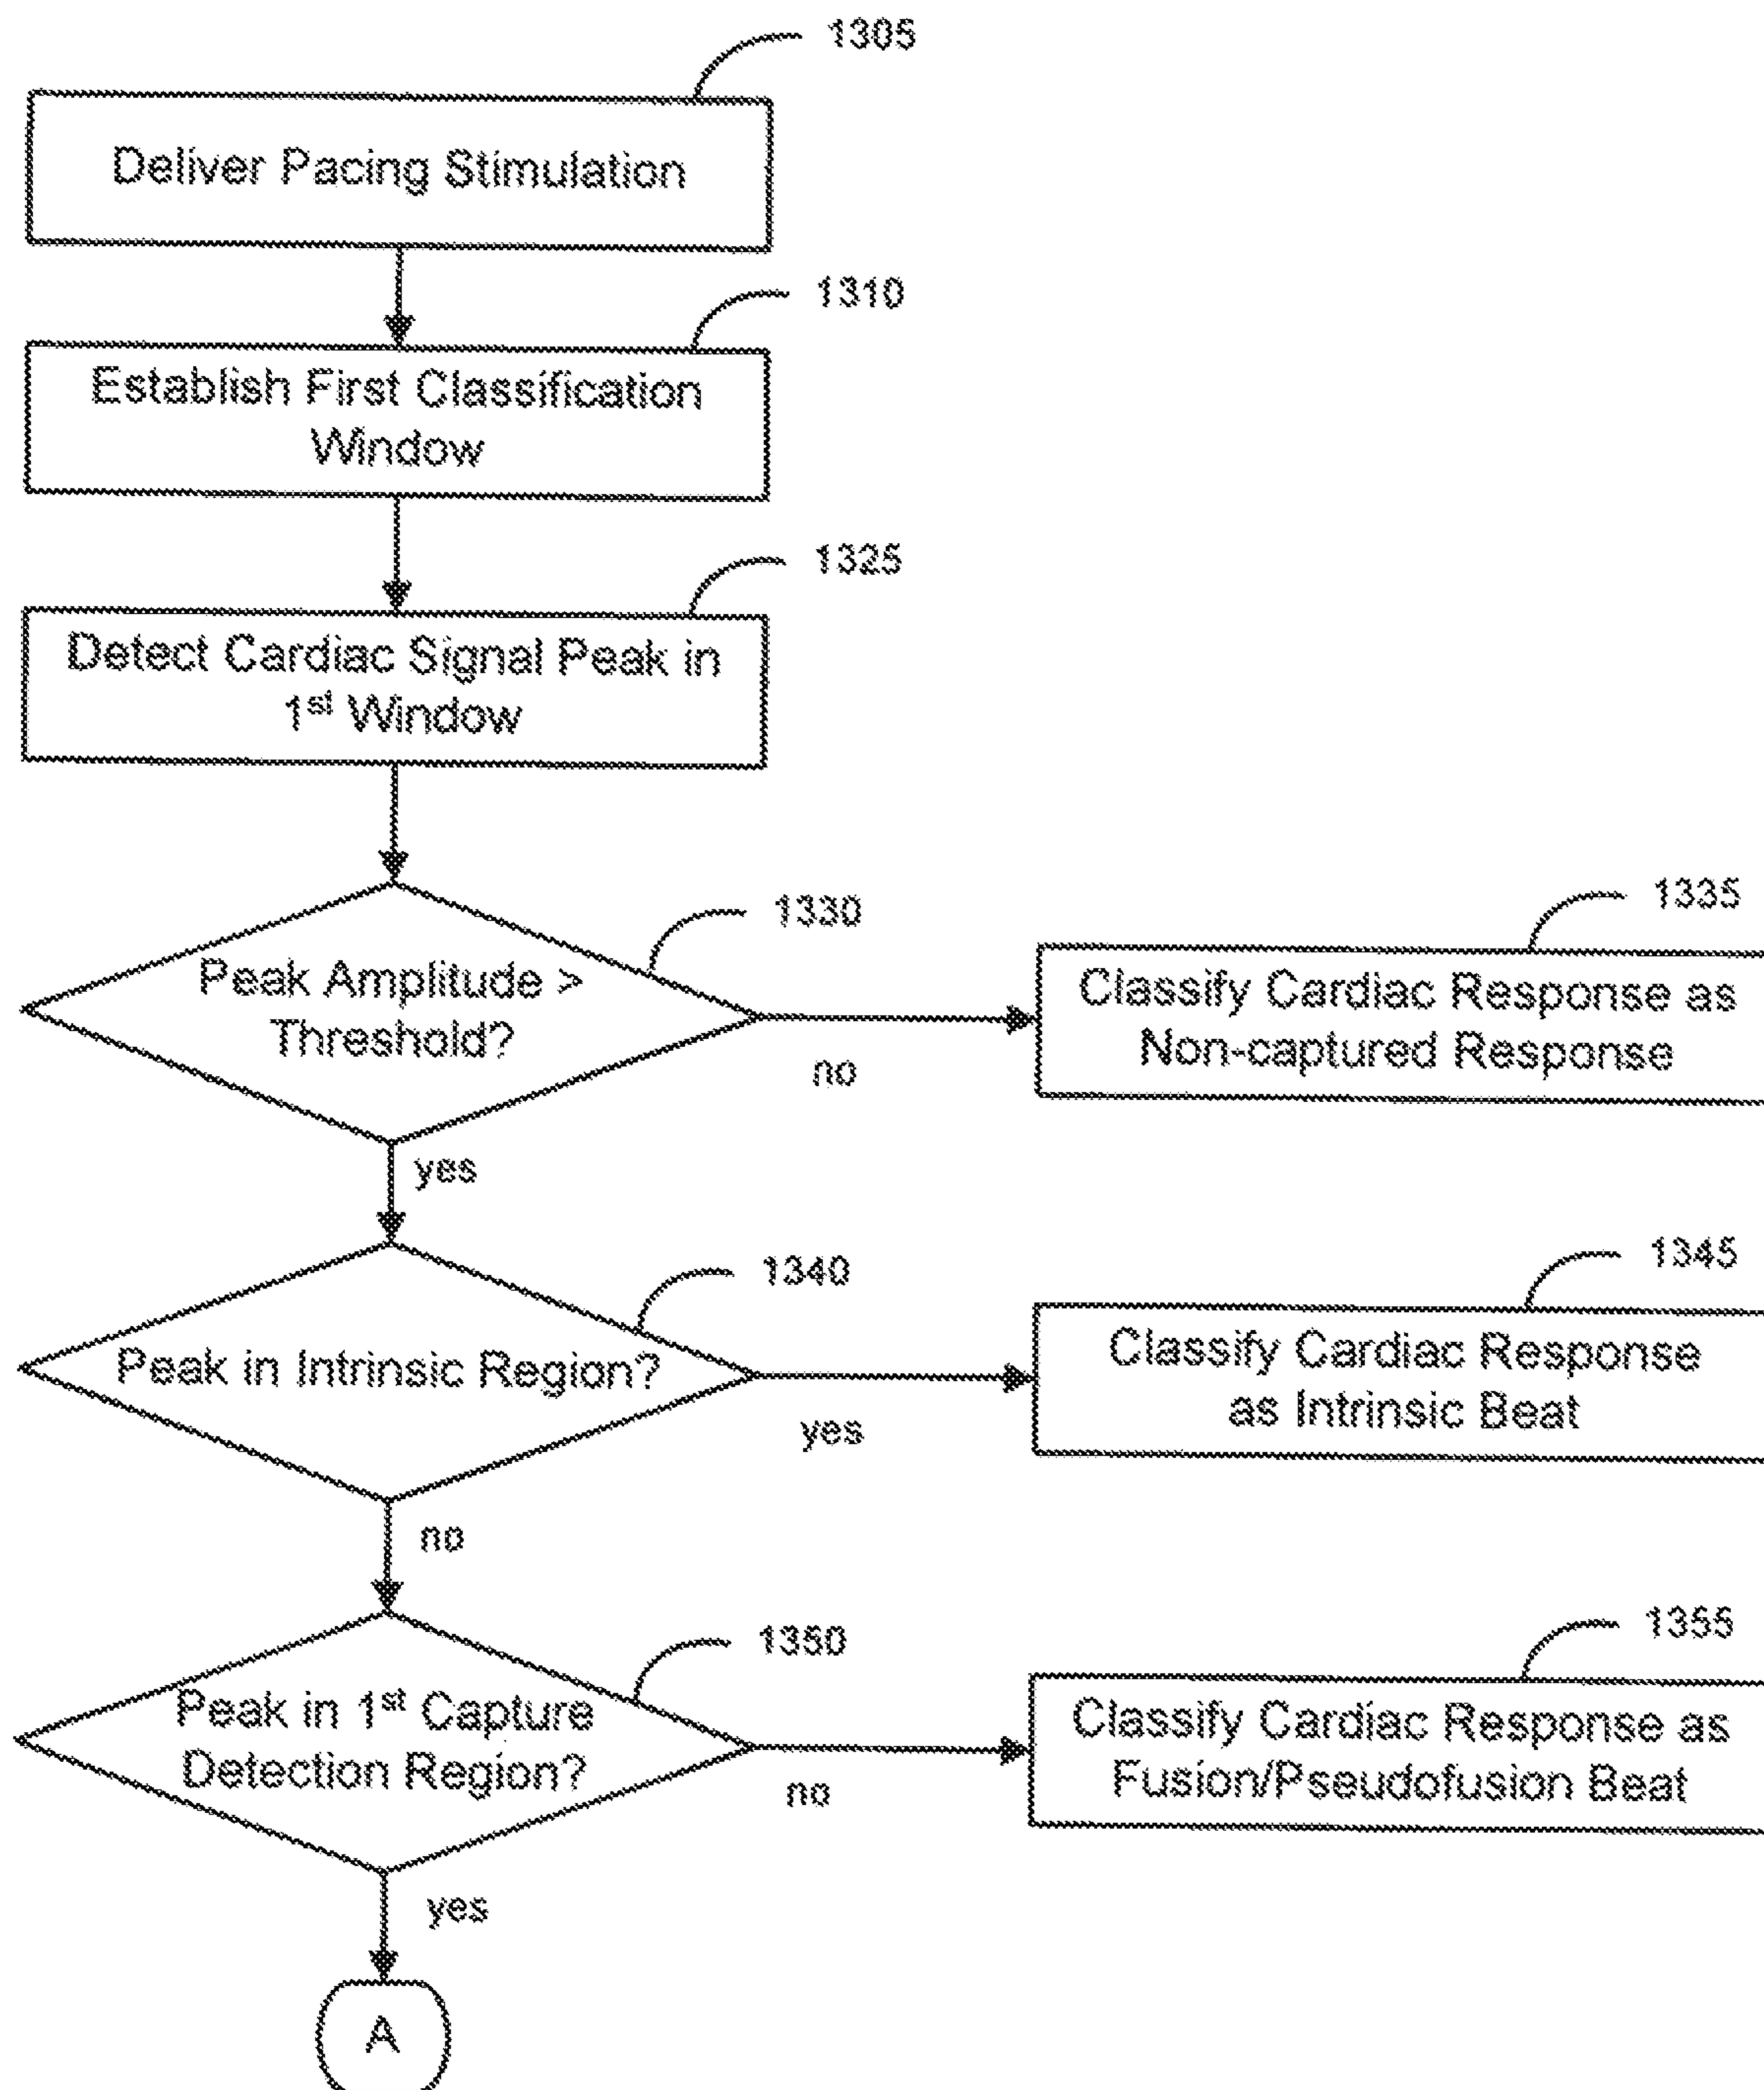 1305
Deliver Pacing Stimulation
1310
Establish First Classification
Window
1325
Detect Cardiac Signal Peak in
1st Window
1330
Peak Amplitude >
Threshold?
no
yes
1335
Classify Cardiac Response as
Non-captured Response
1340
Peak in Intrinsic Region?
yes
no
1345
Classify Cardiac Response
as Intrinsic Beat
1350
Peak in 1st Capture
Detection Region?
no
yes
1355
Classify Cardiac Response as
Fusion/Pseudofusion Beat
A